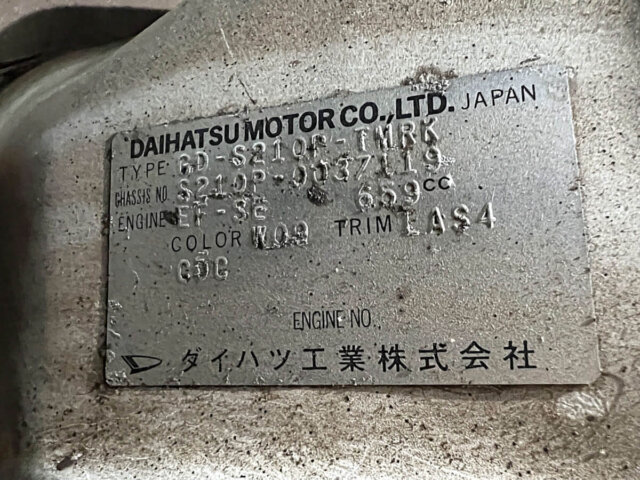 DAIHATSU MOTOR CO.,LTD. JAPAN
TYPE GD-S210P-TMRK
CHASSIS NO. S210P-0037119
ENGINE EF-SE 659CC
COLOR W09 TRIM LAS4
C5C
ENGINE NO.
ダイハツ工業株式会社